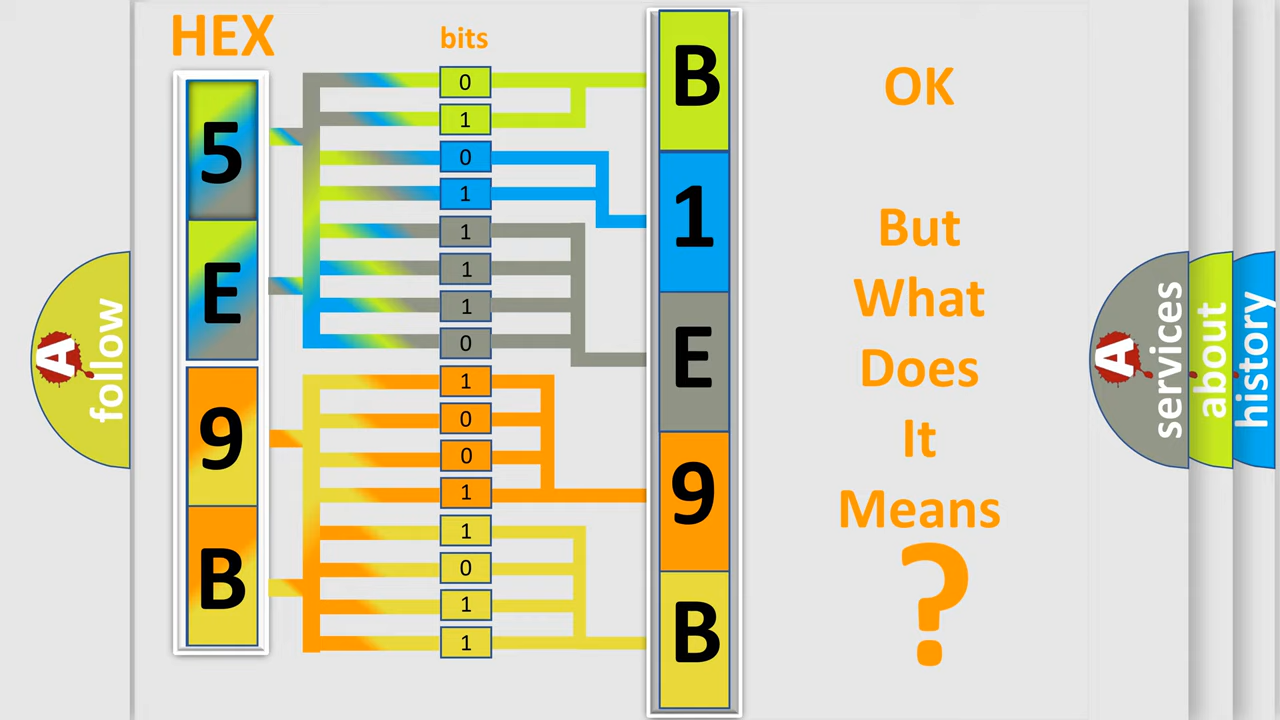 HEX
bits
5
E
9
B
0
1
0
1
1
1
1
0
1
0
0
1
1
0
1
1
B
1
E
9
B
OK
But
What
Does
It
Means
?
A
follow
A
services
about
history